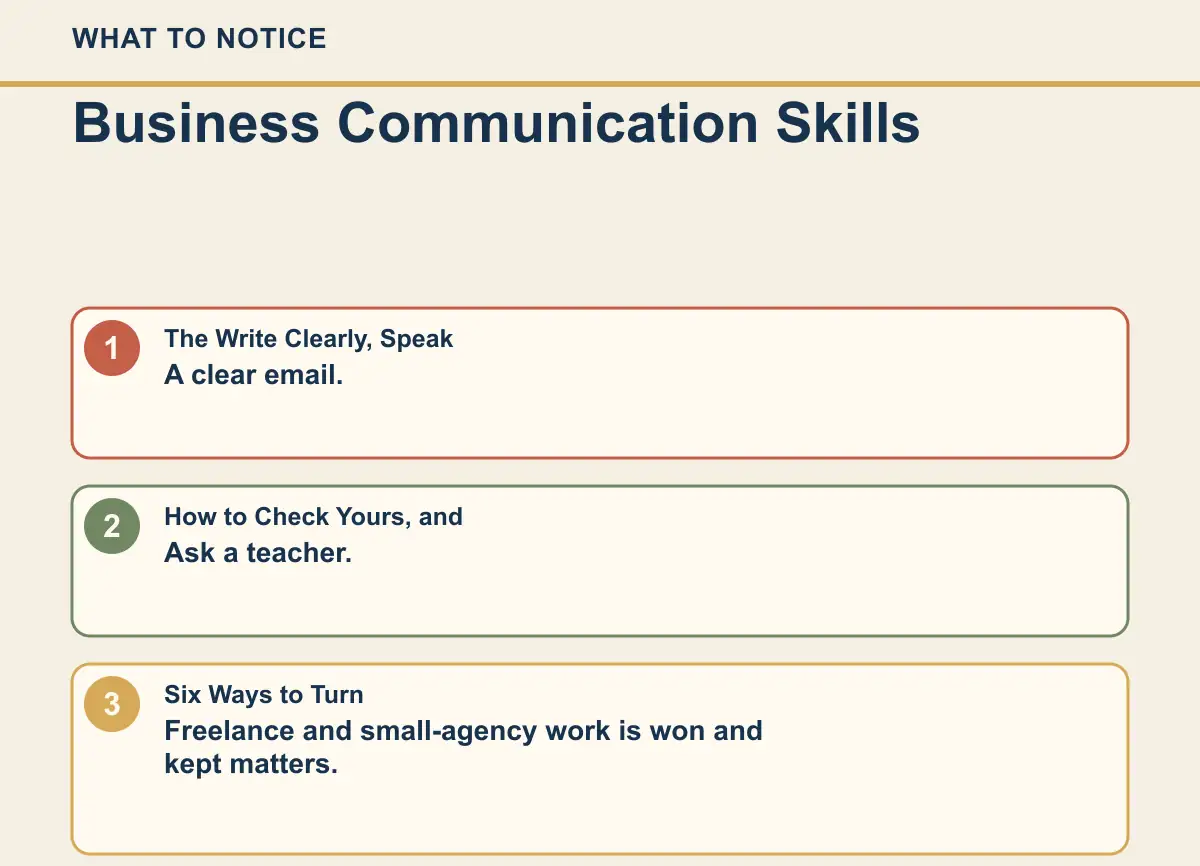 WHAT TO NOTICE
Business Communication Skills
1
The Write Clearly, Speak
A clear email.
2
How to Check Yours, and
Ask a teacher.
3
Six Ways to Turn
Freelance and small-agency work is won and
kept matters.